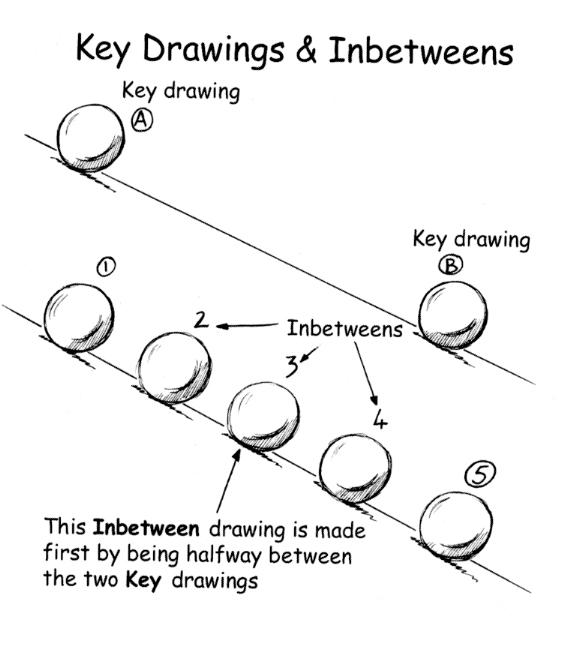 Key Drawings & Inbetweens
Key drawing
A
Key drawing
B
1
2
Inbetweens
3
4
5
This Inbetween drawing is made
first by being halfway between
the two Key drawings